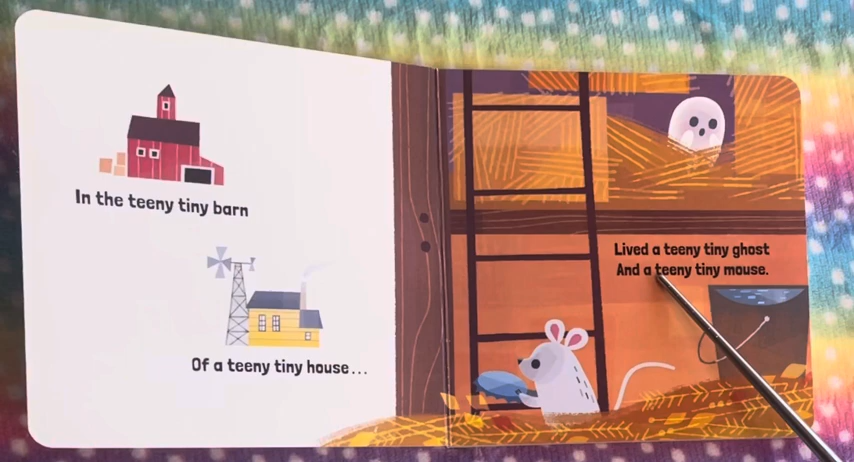 In the teeny tiny barn
Of a teeny tiny house...
Lived a teeny tiny ghost
And a teeny tiny mouse.